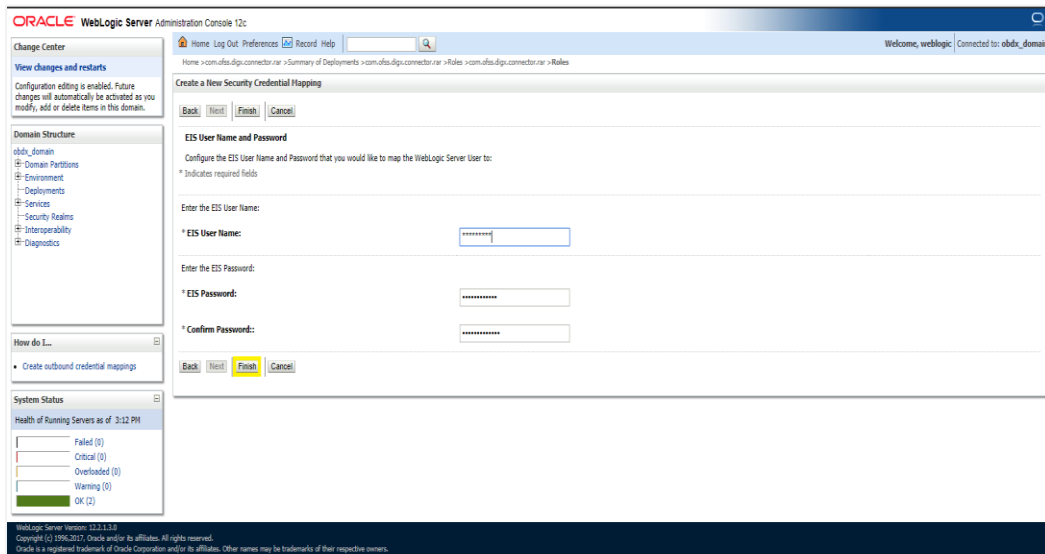 ORACLE WebLogic Server Administration Console 12c
Change Center
View changes and restarts
Configuration editing is enabled. Future
changes will automatically be activated as you
modify, add or delete items in this domain.
Domain Structure
obdx_domain
Domain Partitions
Environment
Deployments
Services
Security Realms
Interoperability
Diagnostics
How do I...
Create outbound credential mappings
System Status
Health of Running Servers as of 3:12 PM
Failed (0)
Critical (0)
Overloaded (0)
Warning (0)
OK (2)
Home Log Out Preferences Record Help
Welcome, weblogic Connected to: obdx_domain
Home >com.ofss.digx.connector.rar >Summary of Deployments >com.ofss.digx.connector.rar >Roles >com.ofss.digx.connector.rar >Roles
Create a New Security Credential Mapping
Back Next Finish Cancel
EIS User Name and Password
Configure the EIS User Name and Password that you would like to map the WebLogic Server User to:
* Indicates required fields
Enter the EIS User Name:
* EIS User Name: *********
Enter the EIS Password:
* EIS Password: ••••••••••••
* Confirm Password:: •••••••••••••
Back Next Finish Cancel
WebLogic Server Version: 12.2.1.3.0
Copyright (c) 1996,2017, Oracle and/or its affiliates. All rights reserved.
Oracle is a registered trademark of Oracle Corporation and/or its affiliates. Other names may be trademarks of their respective owners.